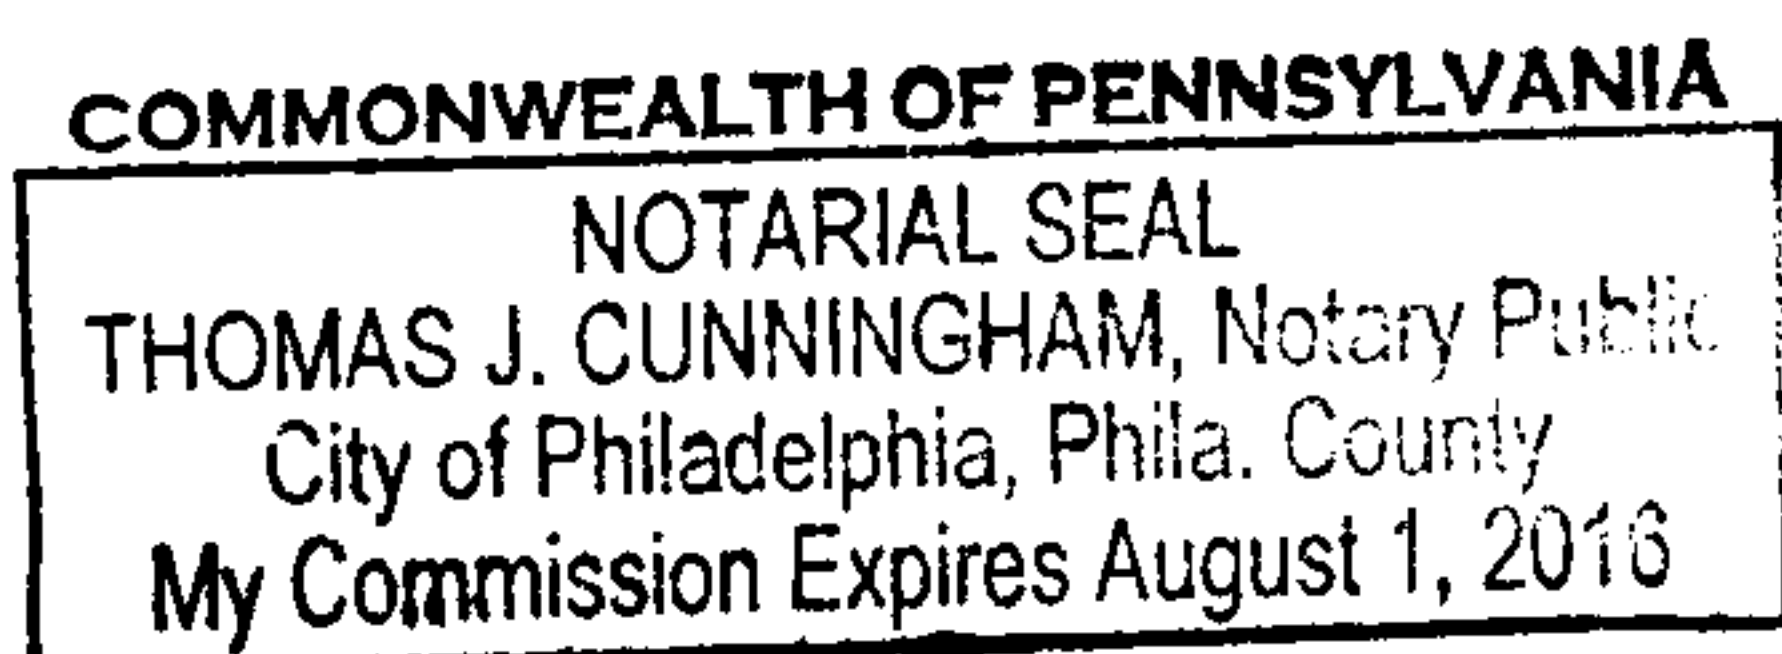 COMMONWEALTH OF PENNSYLVANIA
NOTARIAL SEAL
THOMAS J. CUNNINGHAM, Notary Public
City of Philadelphia, Phila. County
My Commission Expires August 1, 2016